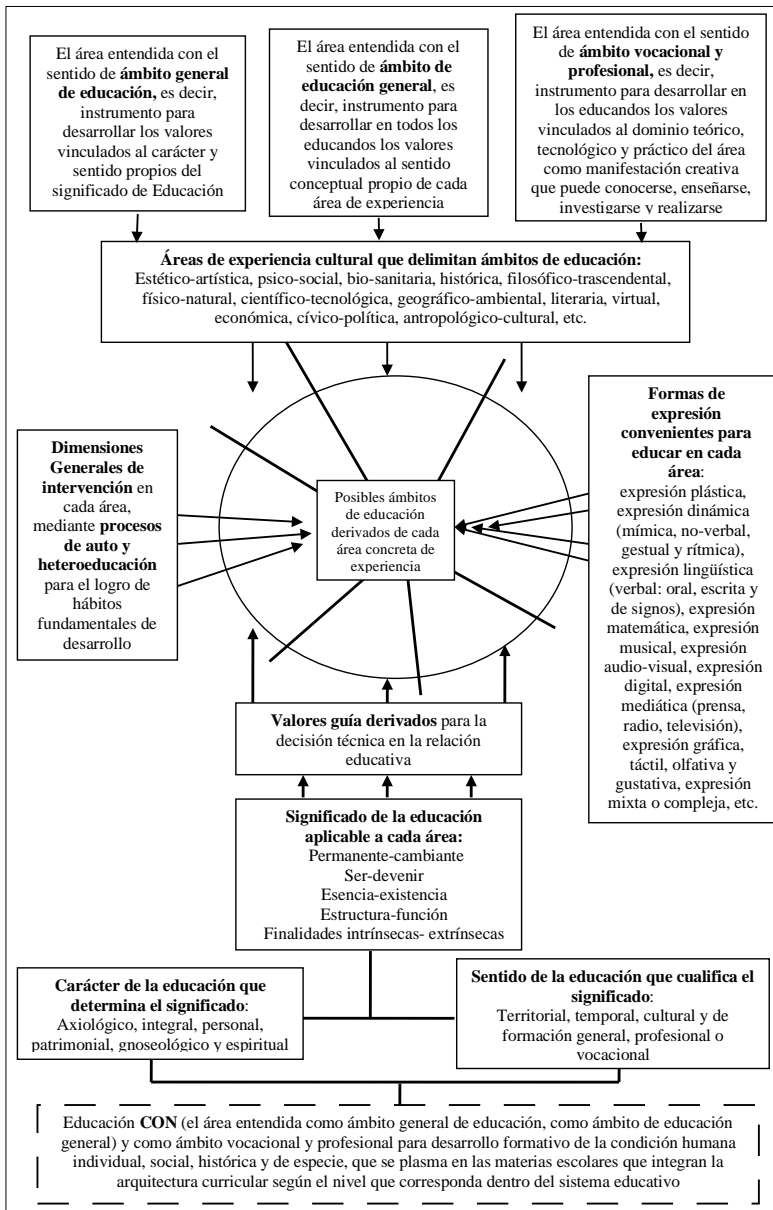 El área entendida con el
sentido de ámbito general
de educación, es decir,
instrumento para
desarrollar los valores
vinculados al carácter y
sentido propios del
significado de Educación
El área entendida con el
sentido de ámbito de
educación general, es
decir, instrumento para
desarrollar en todos los
educandos los valores
vinculados al sentido
conceptual propio de cada
área de experiencia
El área entendida con el sentido
de ámbito vocacional y
profesional, es decir,
instrumento para desarrollar en
los educandos los valores
vinculados al dominio teórico,
tecnológico y práctico del área
como manifestación creativa
que puede conocerse, enseñarse,
investigarse y realizarse
Áreas de experiencia cultural que delimitan ámbitos de educación:
Estético-artística, psico-social, bio-sanitaria, histórica, filosófico-trascendental,
físico-natural, científico-tecnológica, geográfico-ambiental, literaria, virtual,
económica, cívico-política, antropológico-cultural, etc.
Dimensiones
Generales de
intervención en
cada área,
mediante procesos
de auto y
heteroeducación
para el logro de
hábitos
fundamentales de
desarrollo
Posibles ámbitos
de educación
derivados de cada
área concreta de
experiencia
Formas de
expresión
convenientes para
educar en cada
área:
expresión plástica,
expresión dinámica
(mímica, no-verbal,
gestual y rítmica),
expresión lingüística
(verbal: oral, escrita y
de signos), expresión
matemática, expresión
musical, expresión
audio-visual, expresión
digital, expresión
mediática (prensa,
radio, televisión),
expresión gráfica,
táctil, olfativa y
gustativa, expresión
mixta o compleja, etc.
Valores guía derivados para la
decisión técnica en la relación
educativa
Significado de la educación
aplicable a cada área:
Permanente-cambiante
Ser-devenir
Esencia-existencia
Estructura-función
Finalidades intrínsecas- extrínsecas
Carácter de la educación que
determina el significado:
Axiológico, integral, personal,
patrimonial, gnoseológico y espiritual
Sentido de la educación que cualifica el
significado:
Territorial, temporal, cultural y de
formación general, profesional o
vocacional
Educación CON (el área entendida como ámbito general de educación, como ámbito de educación
general) y como ámbito vocacional y profesional para desarrollo formativo de la condición humana
individual, social, histórica y de especie, que se plasma en las materias escolares que integran la
arquitectura curricular según el nivel que corresponda dentro del sistema educativo